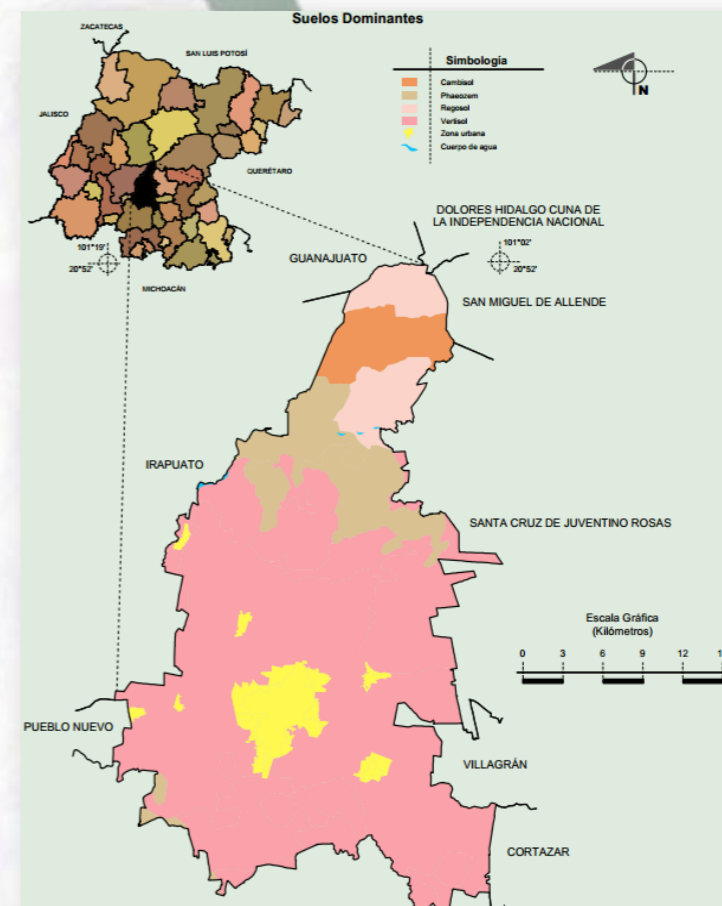 Suelos Dominantes
ZACATECAS
SAN LUIS POTOSÍ
JALISCO
QUERÉTARO
MICHOACÁN
101°19'
20°52'
Simbología
Cambisol
Phaeozem
Regosol
Vertisol
Zona urbana
Cuerpo de agua
N
DOLORES HIDALGO CUNA DE
LA INDEPENDENCIA NACIONAL
GUANAJUATO
101°02'
20°52'
SAN MIGUEL DE ALLENDE
IRAPUATO
SANTA CRUZ DE JUVENTINO ROSAS
Escala Gráfica
(Kilómetros)
0 3 6 9 12
PUEBLO NUEVO
VILLAGRÁN
CORTAZAR